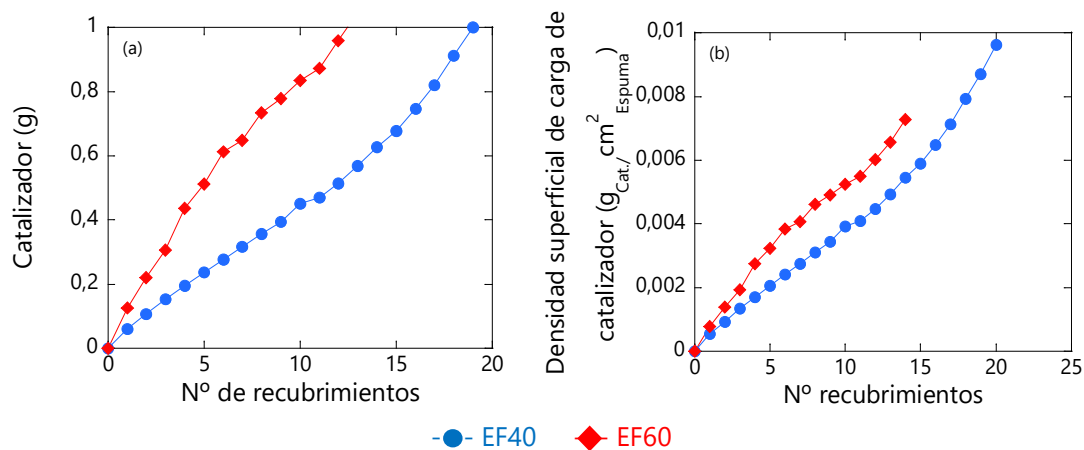 (a)
Catalizador (g)
1
0,8
0,6
0,4
0,2
0
0 5 10 15 20
Nº de recubrimientos
(b)
Densidad superficial de carga de
catalizador (g_Cat./ cm²_Espuma)
0,01
0,008
0,006
0,004
0,002
0
0 5 10 15 20 25
Nº recubrimientos
EF40 EF60